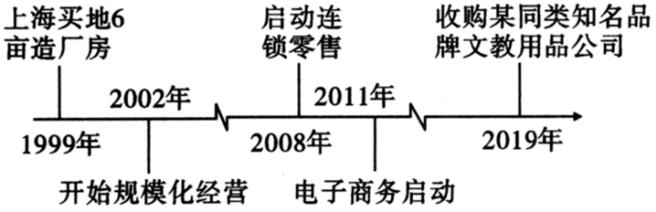 上海买地6
亩造厂房
启动连
锁零售
收购某同类知名品
牌文教用品公司
2002年
2011年
1999年
2008年
2019年
开始规模化经营
电子商务启动